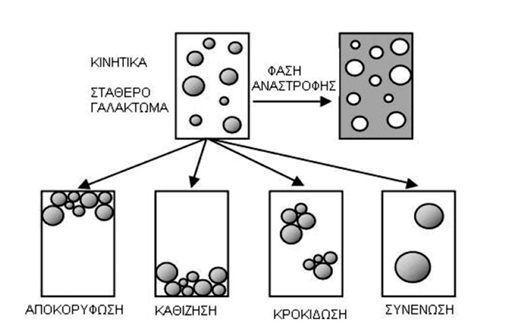 ΚΙΝΗΤΙΚΑ
ΣΤΑΘΕΡΟ
ΓΑΛΑΚΤΩΜΑ
ΦΑΣΗ
ΑΝΑΣΤΡΟΦΗΣ
ΑΠΟΚΟΡΥΦΩΣΗ
ΚΑΘΙΖΗΣΗ
ΚΡΟΚΙΔΩΣΗ
ΣΥΝΕΝΩΣΗ